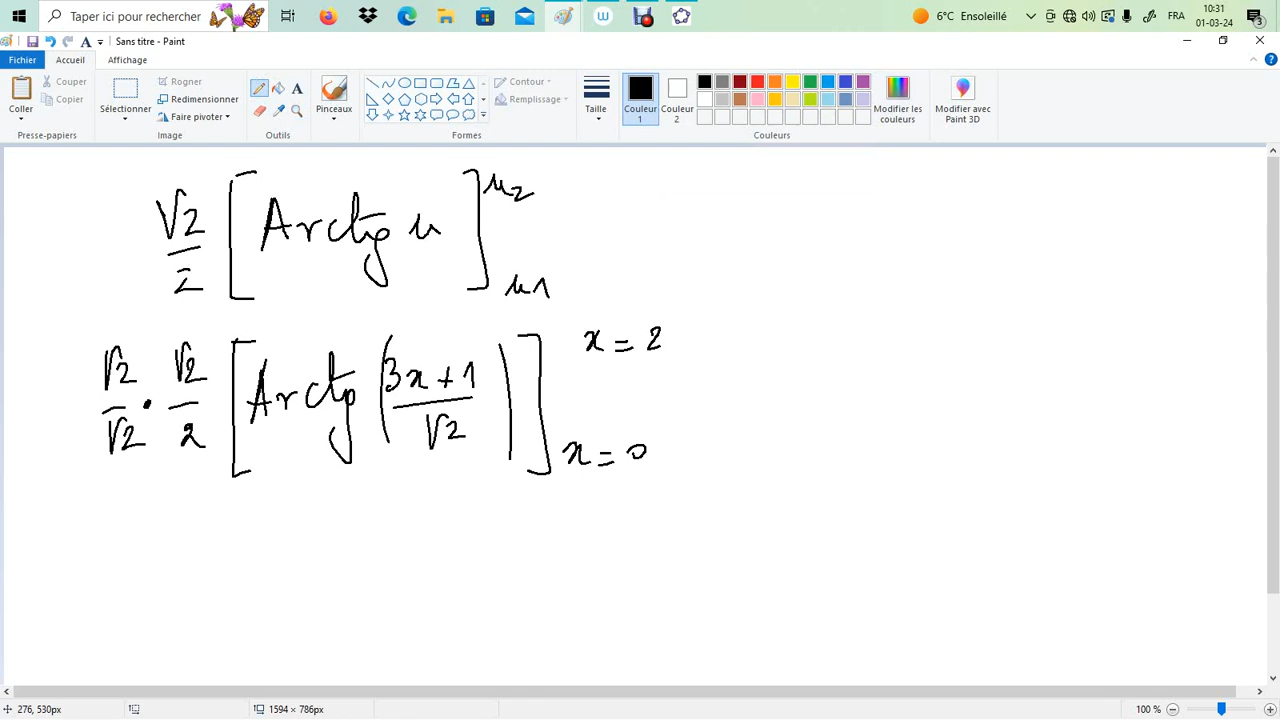 Taper ici pour rechercher
6°C Ensoleillé
FRA
10:31
01-03-24
3
Sans titre - Paint
Fichier
Accueil
Affichage
Coller
Couper
Copier
Sélectionner
Rogner
Redimensionner
Faire pivoter
Pinceaux
Contour
Remplissage
Taille
Couleur 1
Couleur 2
Modifier les couleurs
Modifier avec Paint 3D
Presse-papiers
Image
Outils
Formes
Couleurs
√2/2 [Arctg u]
u2
u1
√2/√2 . √2/2 [Arctg (3x+1/√2)]
x = 2
x = 0
276, 530px
1594 × 786px
100 %